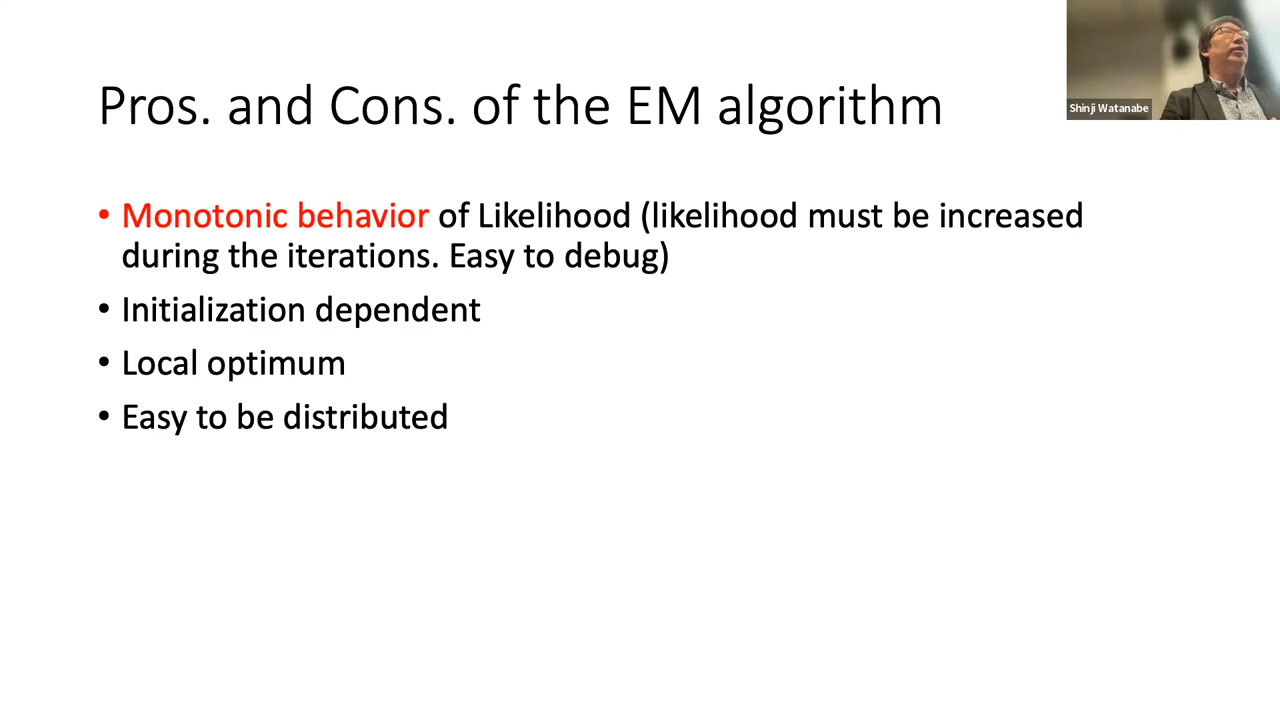 Pros. and Cons. of the EM algorithm
Shinji Watanabe
• Monotonic behavior of Likelihood (likelihood must be increased
during the iterations. Easy to debug)
• Initialization dependent
• Local optimum
• Easy to be distributed